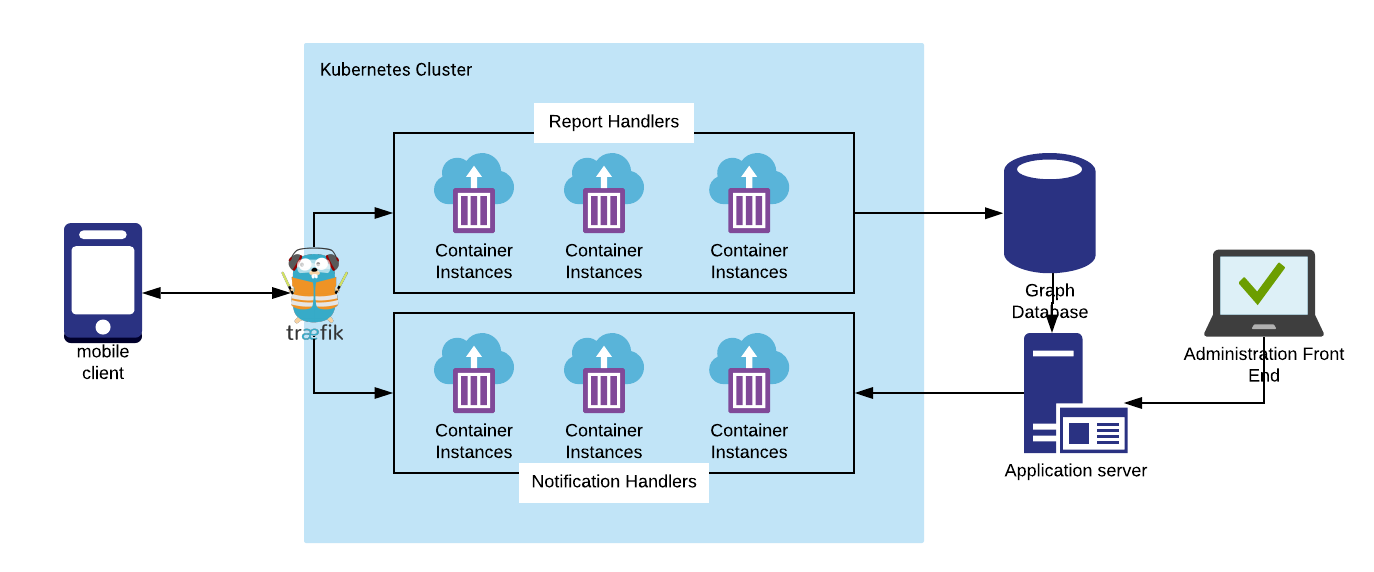 Kubernetes Cluster
Report Handlers
Container
Instances
Container
Instances
Container
Instances
mobile
client
træfik
Graph
Database
Administration Front
End
Container
Instances
Container
Instances
Container
Instances
Notification Handlers
Application server